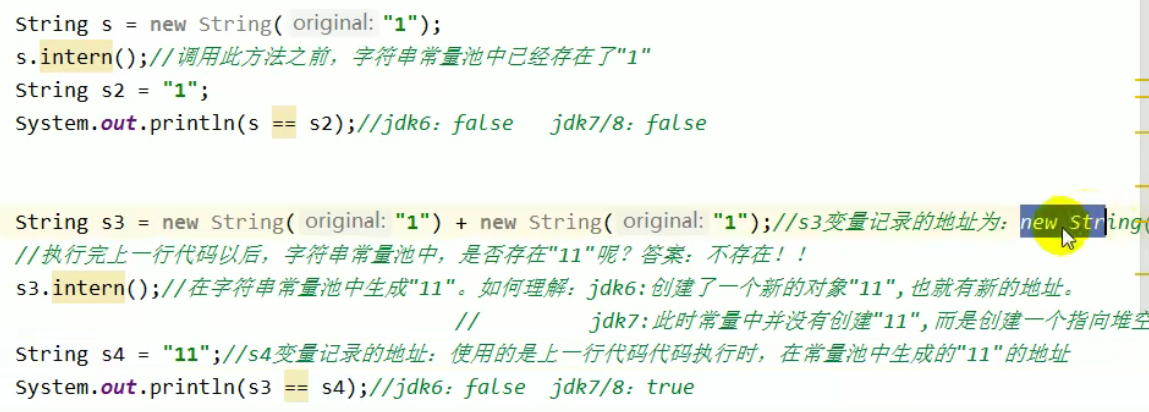 String s = new String( original: "1");
s.intern();//调用此方法之前，字符串常量池中已经存在了"1"
String s2 = "1";
System.out.println(s == s2);//jdk6：false   jdk7/8：false
String s3 = new String( original: "1") + new String( original: "1");//s3变量记录的地址为：new String(
//执行完上一行代码以后，字符串常量池中，是否存在"11"呢？答案：不存在！！
s3.intern();//在字符串常量池中生成"11"。如何理解：jdk6:创建了一个新的对象"11",也就有新的地址。
//         jdk7:此时常量中并没有创建"11",而是创建一个指向堆空
String s4 = "11";//s4变量记录的地址：使用的是上一行代码代码执行时，在常量池中生成的"11"的地址
System.out.println(s3 == s4);//jdk6：false  jdk7/8：true